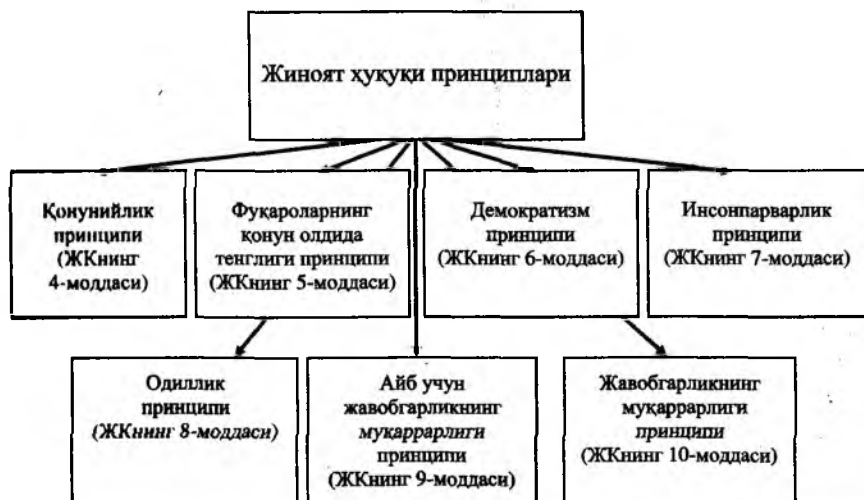 Жиноят ҳуқуқи принциплари
Қонунийлик
принципи
(ЖКнинг
4-моддаси)
Фуқароларнинг
қонун олдида
тенглиги принципи
(ЖКнинг 5-моддаси)
Демократизм
принципи
(ЖКнинг 6-моддаси)
Инсонпарварлик
принципи
(ЖКнинг 7-моддаси)
Одиллик
принципи
(ЖКнинг 8-моддаси)
Айб учун
жавобгарликнинг
муқаррарлиги
принципи
(ЖКнинг 9-моддаси)
Жавобгарликнинг
муқаррарлиги
принципи
(ЖКнинг 10-моддаси)